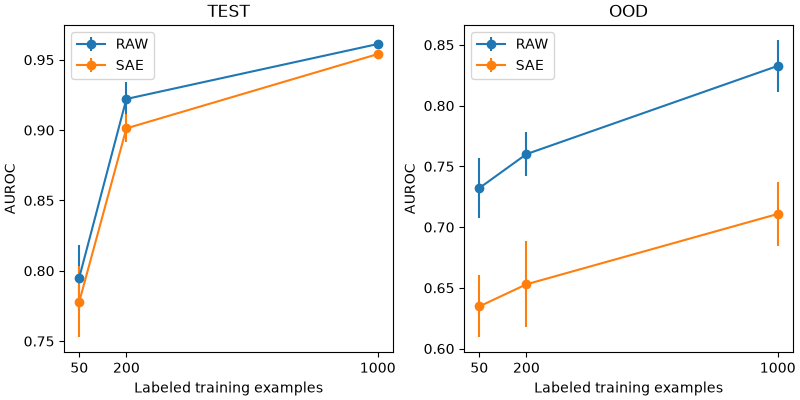 TEST
RAW
SAE
0.95
0.90
0.85
0.80
0.75
AUROC
50
200
1000
Labeled training examples
OOD
RAW
SAE
0.85
0.80
0.75
0.70
0.65
0.60
AUROC
50
200
1000
Labeled training examples